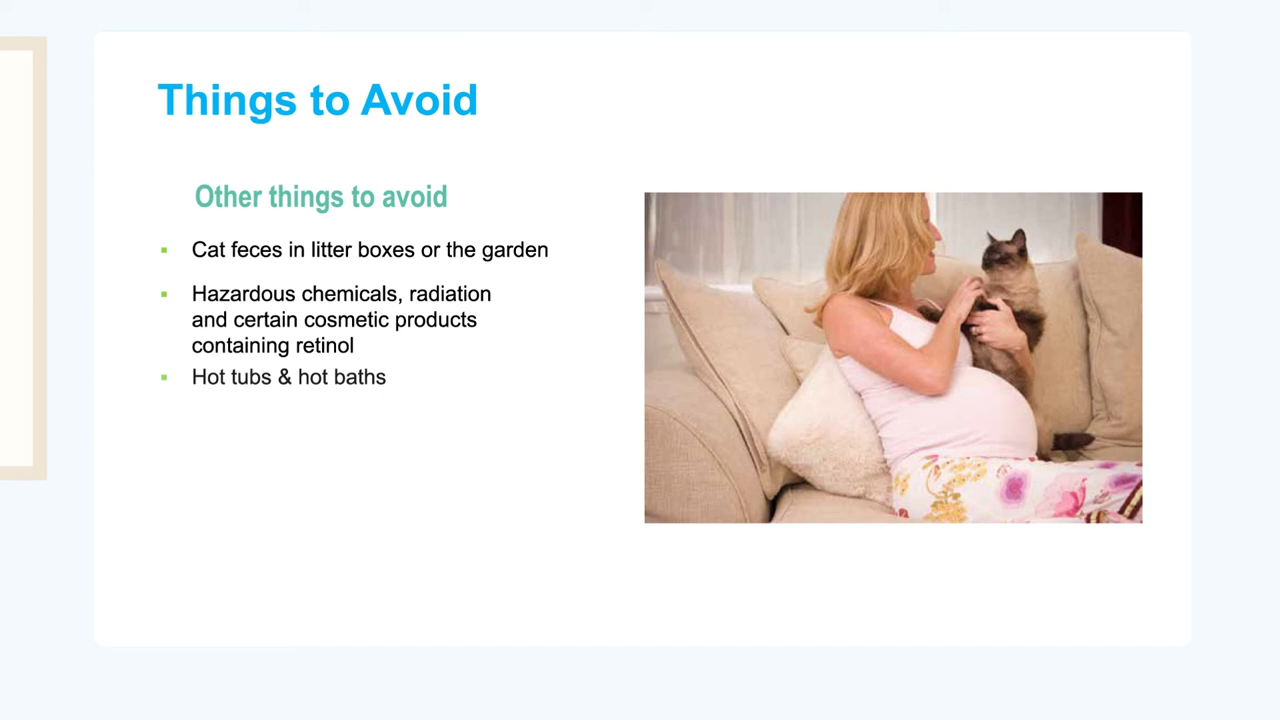 Things to Avoid
Other things to avoid
Cat feces in litter boxes or the garden
Hazardous chemicals, radiation
and certain cosmetic products
containing retinol
Hot tubs & hot baths